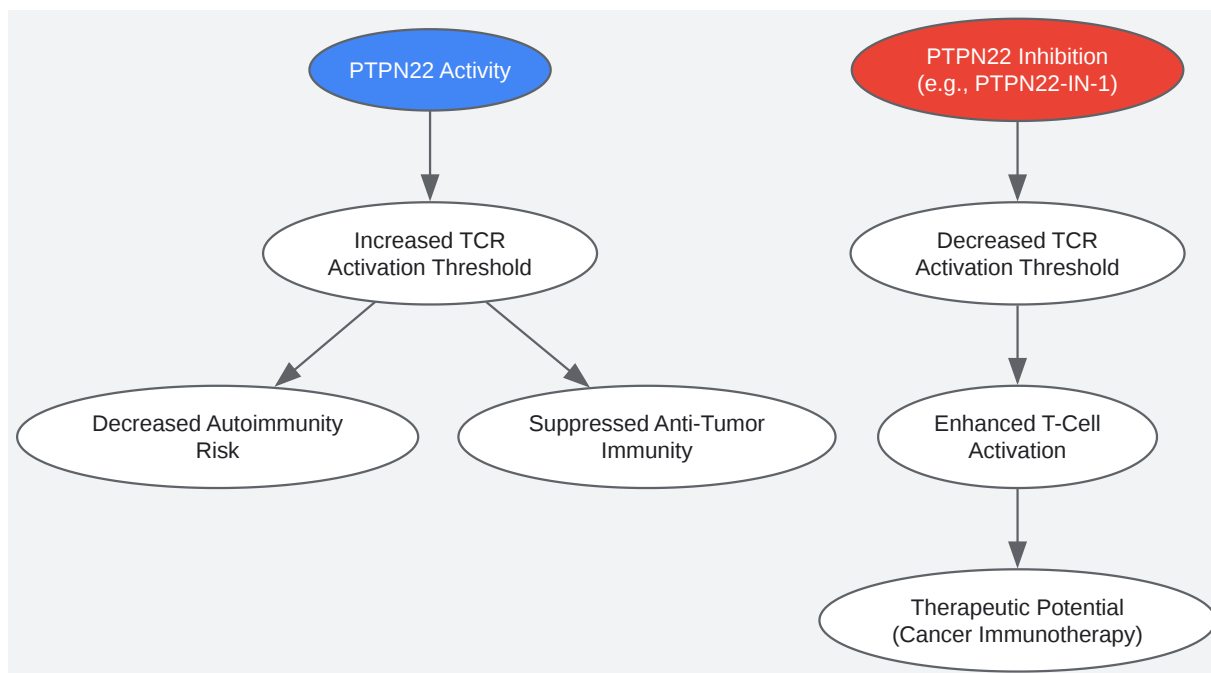 PTPN22 Activity
Increased TCR
Activation Threshold
Decreased Autoimmunity
Risk
Suppressed Anti-Tumor
Immunity
PTPN22 Inhibition
(e.g., PTPN22-IN-1)
Decreased TCR
Activation Threshold
Enhanced T-Cell
Activation
Therapeutic Potential
(Cancer Immunotherapy)